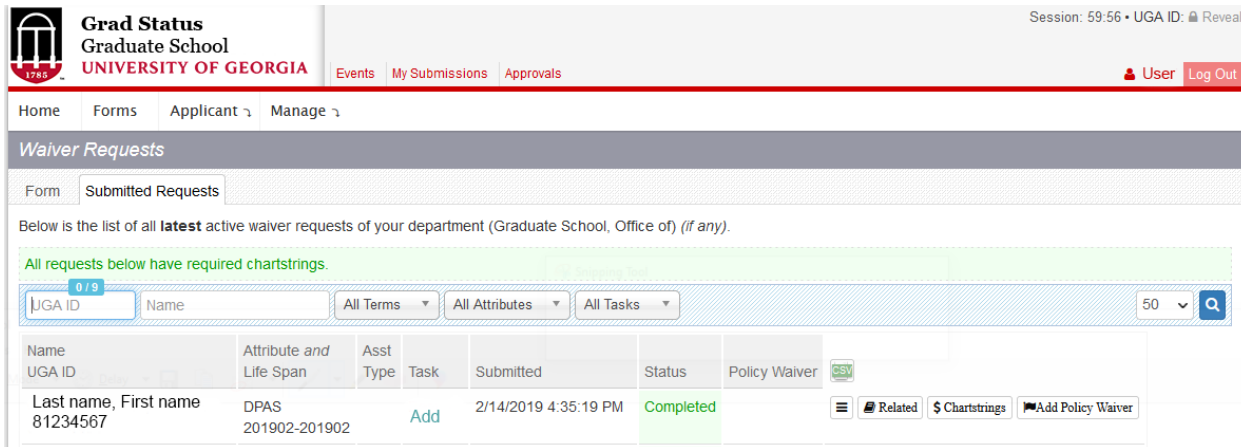 Session: 59:56 • UGA ID: Reveal
Grad Status
Graduate School
UNIVERSITY OF GEORGIA
1785
Events My Submissions Approvals
User Log Out
Home Forms Applicant Manage
Waiver Requests
Form Submitted Requests
Below is the list of all latest active waiver requests of your department (Graduate School, Office of) (if any).
All requests below have required chartstrings.
0 / 9
UGA ID Name All Terms All Attributes All Tasks 50
Name Attribute and Asst
UGA ID Life Span Type Task Submitted Status Policy Waiver CSV
Last name, First name DPAS Add 2/14/2019 4:35:19 PM Completed Related $ Chartstrings Add Policy Waiver
81234567 201902-201902